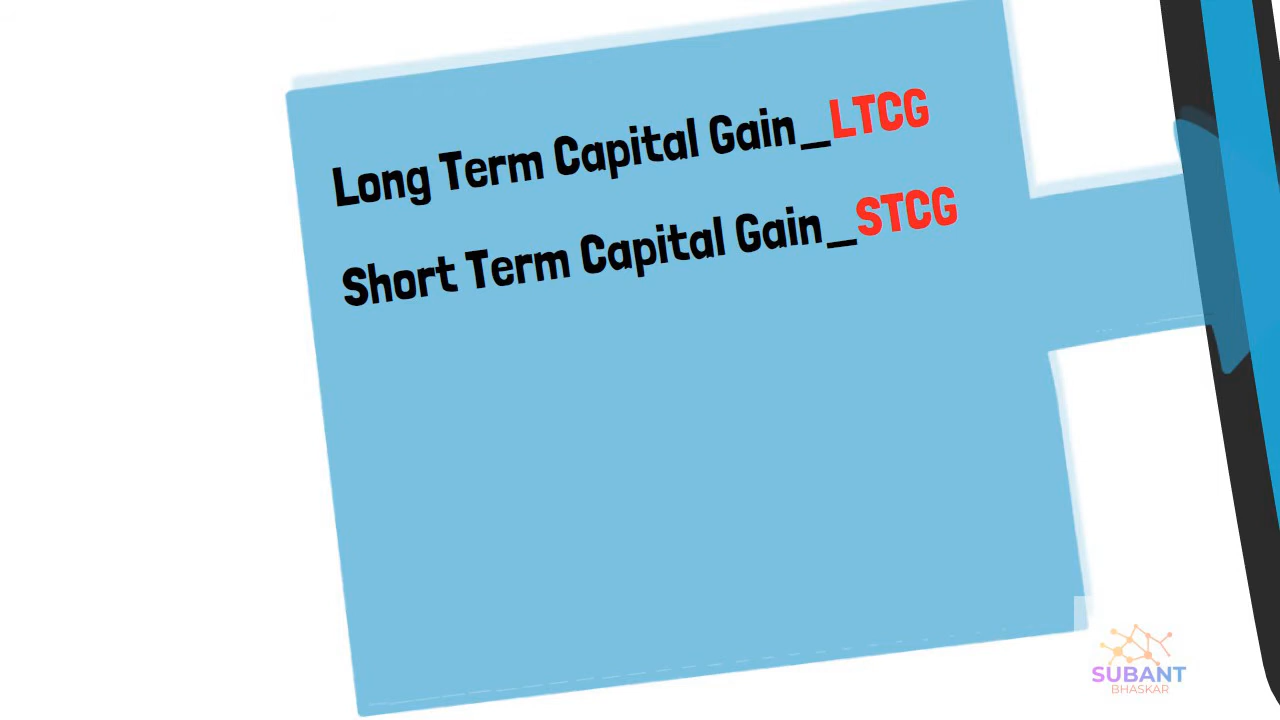 Long Term Capital Gain_LTCG
Short Term Capital Gain_STCG
SUBANT
BHASKAR